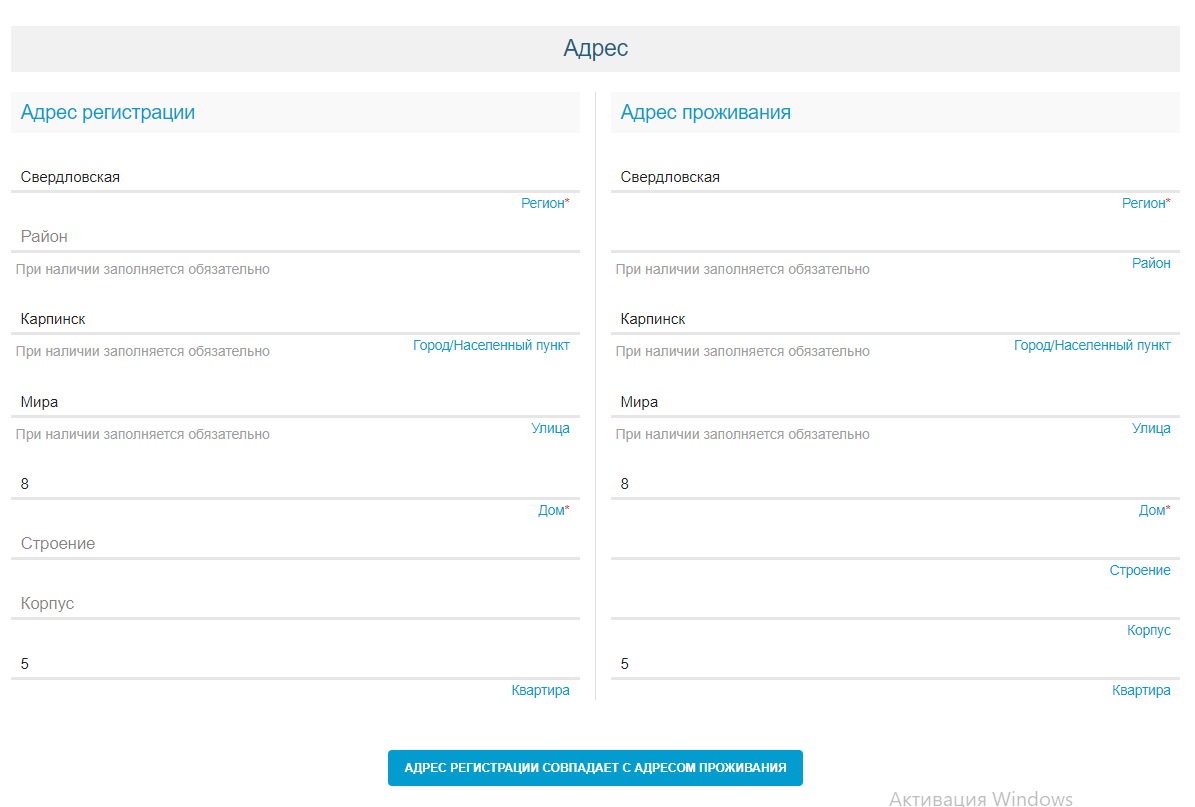 Адрес
Адрес регистрации
Свердловская
Регион*
Район
При наличии заполняется обязательно
Карпинск
Город/Населенный пункт
При наличии заполняется обязательно
Мира
Улица
При наличии заполняется обязательно
8
Дом*
Строение
Корпус
5
Квартира
Адрес проживания
Свердловская
Регион*
Район
При наличии заполняется обязательно
Карпинск
Город/Населенный пункт
При наличии заполняется обязательно
Мира
Улица
При наличии заполняется обязательно
8
Дом*
Строение
Корпус
5
Квартира
АДРЕС РЕГИСТРАЦИИ СОВПАДАЕТ С АДРЕСОМ ПРОЖИВАНИЯ
Активация Windows